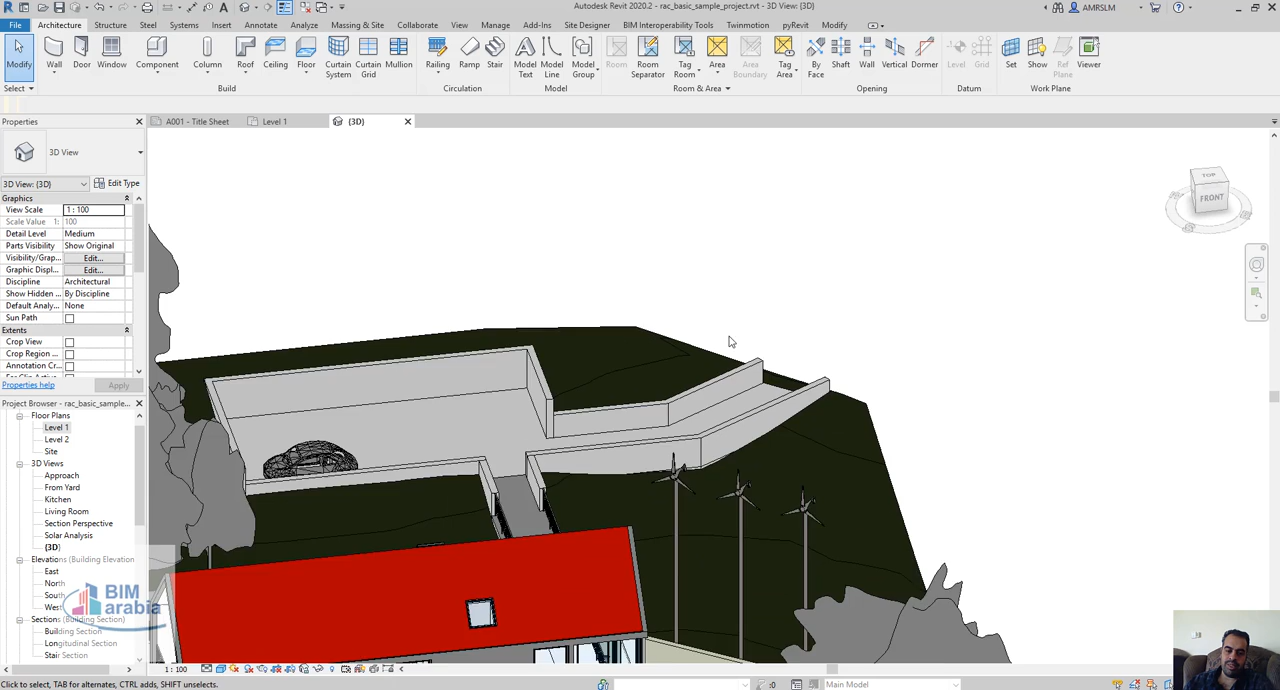 Autodesk Revit 2020.2 - rac_basic_sample_project.rvt - 3D View: {3D}
AMRSLM
File Architecture Structure Steel Systems Insert Annotate Analyze Massing & Site Collaborate View Manage Add-Ins Site Designer BIM Interoperability Tools Twinmotion pyRevit Modify
Modify Wall Door Window Component Column Roof Ceiling Floor Curtain System Curtain Grid Mullion Railing Ramp Stair Model Text Model Line Model Group Room Room Separator Tag Room Area Area Boundary Tag Area By Face Shaft Wall Vertical Dormer Level Grid Set Show Ref Plane Viewer
Select Build Circulation Model Room & Area Opening Datum Work Plane
Properties
A001 - Title Sheet Level 1 {3D}
3D View
3D View: {3D} Edit Type
Graphics
View Scale 1 : 100
Scale Value 1: 100
Detail Level Medium
Parts Visibility Show Original
Visibility/Grap... Edit...
Graphic Displ... Edit...
Discipline Architectural
Show Hidden ... By Discipline
Default Analy... None
Sun Path
Extents
Crop View
Crop Region
Annotation Cr...
Properties help Apply
Project Browser - rac_basic_sample...
Floor Plans
Level 1
Level 2
Site
3D Views
Approach
From Yard
Kitchen
Living Room
Section Perspective
Solar Analysis
{3D}
Elevations (Building Elevation
East
North
Sout
Wes
Sections (Building Section)
Building Section
Longitudinal Section
Stair Section
BIM
arabia
TOP
FRONT
1 : 100
Click to select, TAB for alternates, CTRL adds, SHIFT unselects.
:0
Main Model